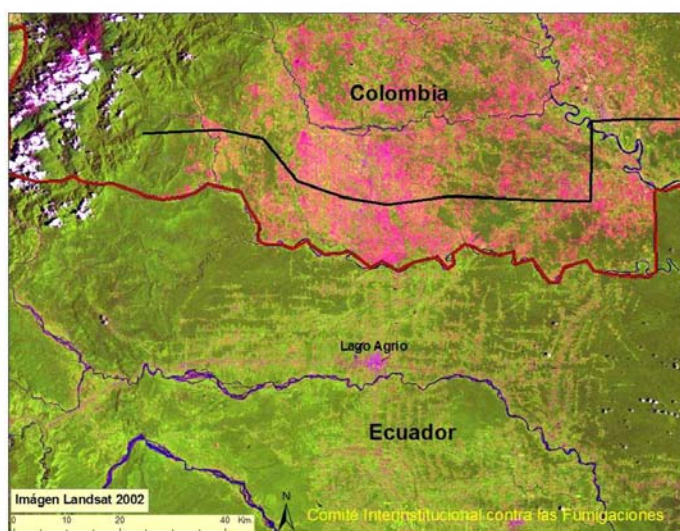 Colombia
Lago Agrio
Ecuador
Imágen Landsat 2002
N
0 10 20 40 Km.
Comité Interinstitucional contra las Fumigaciones